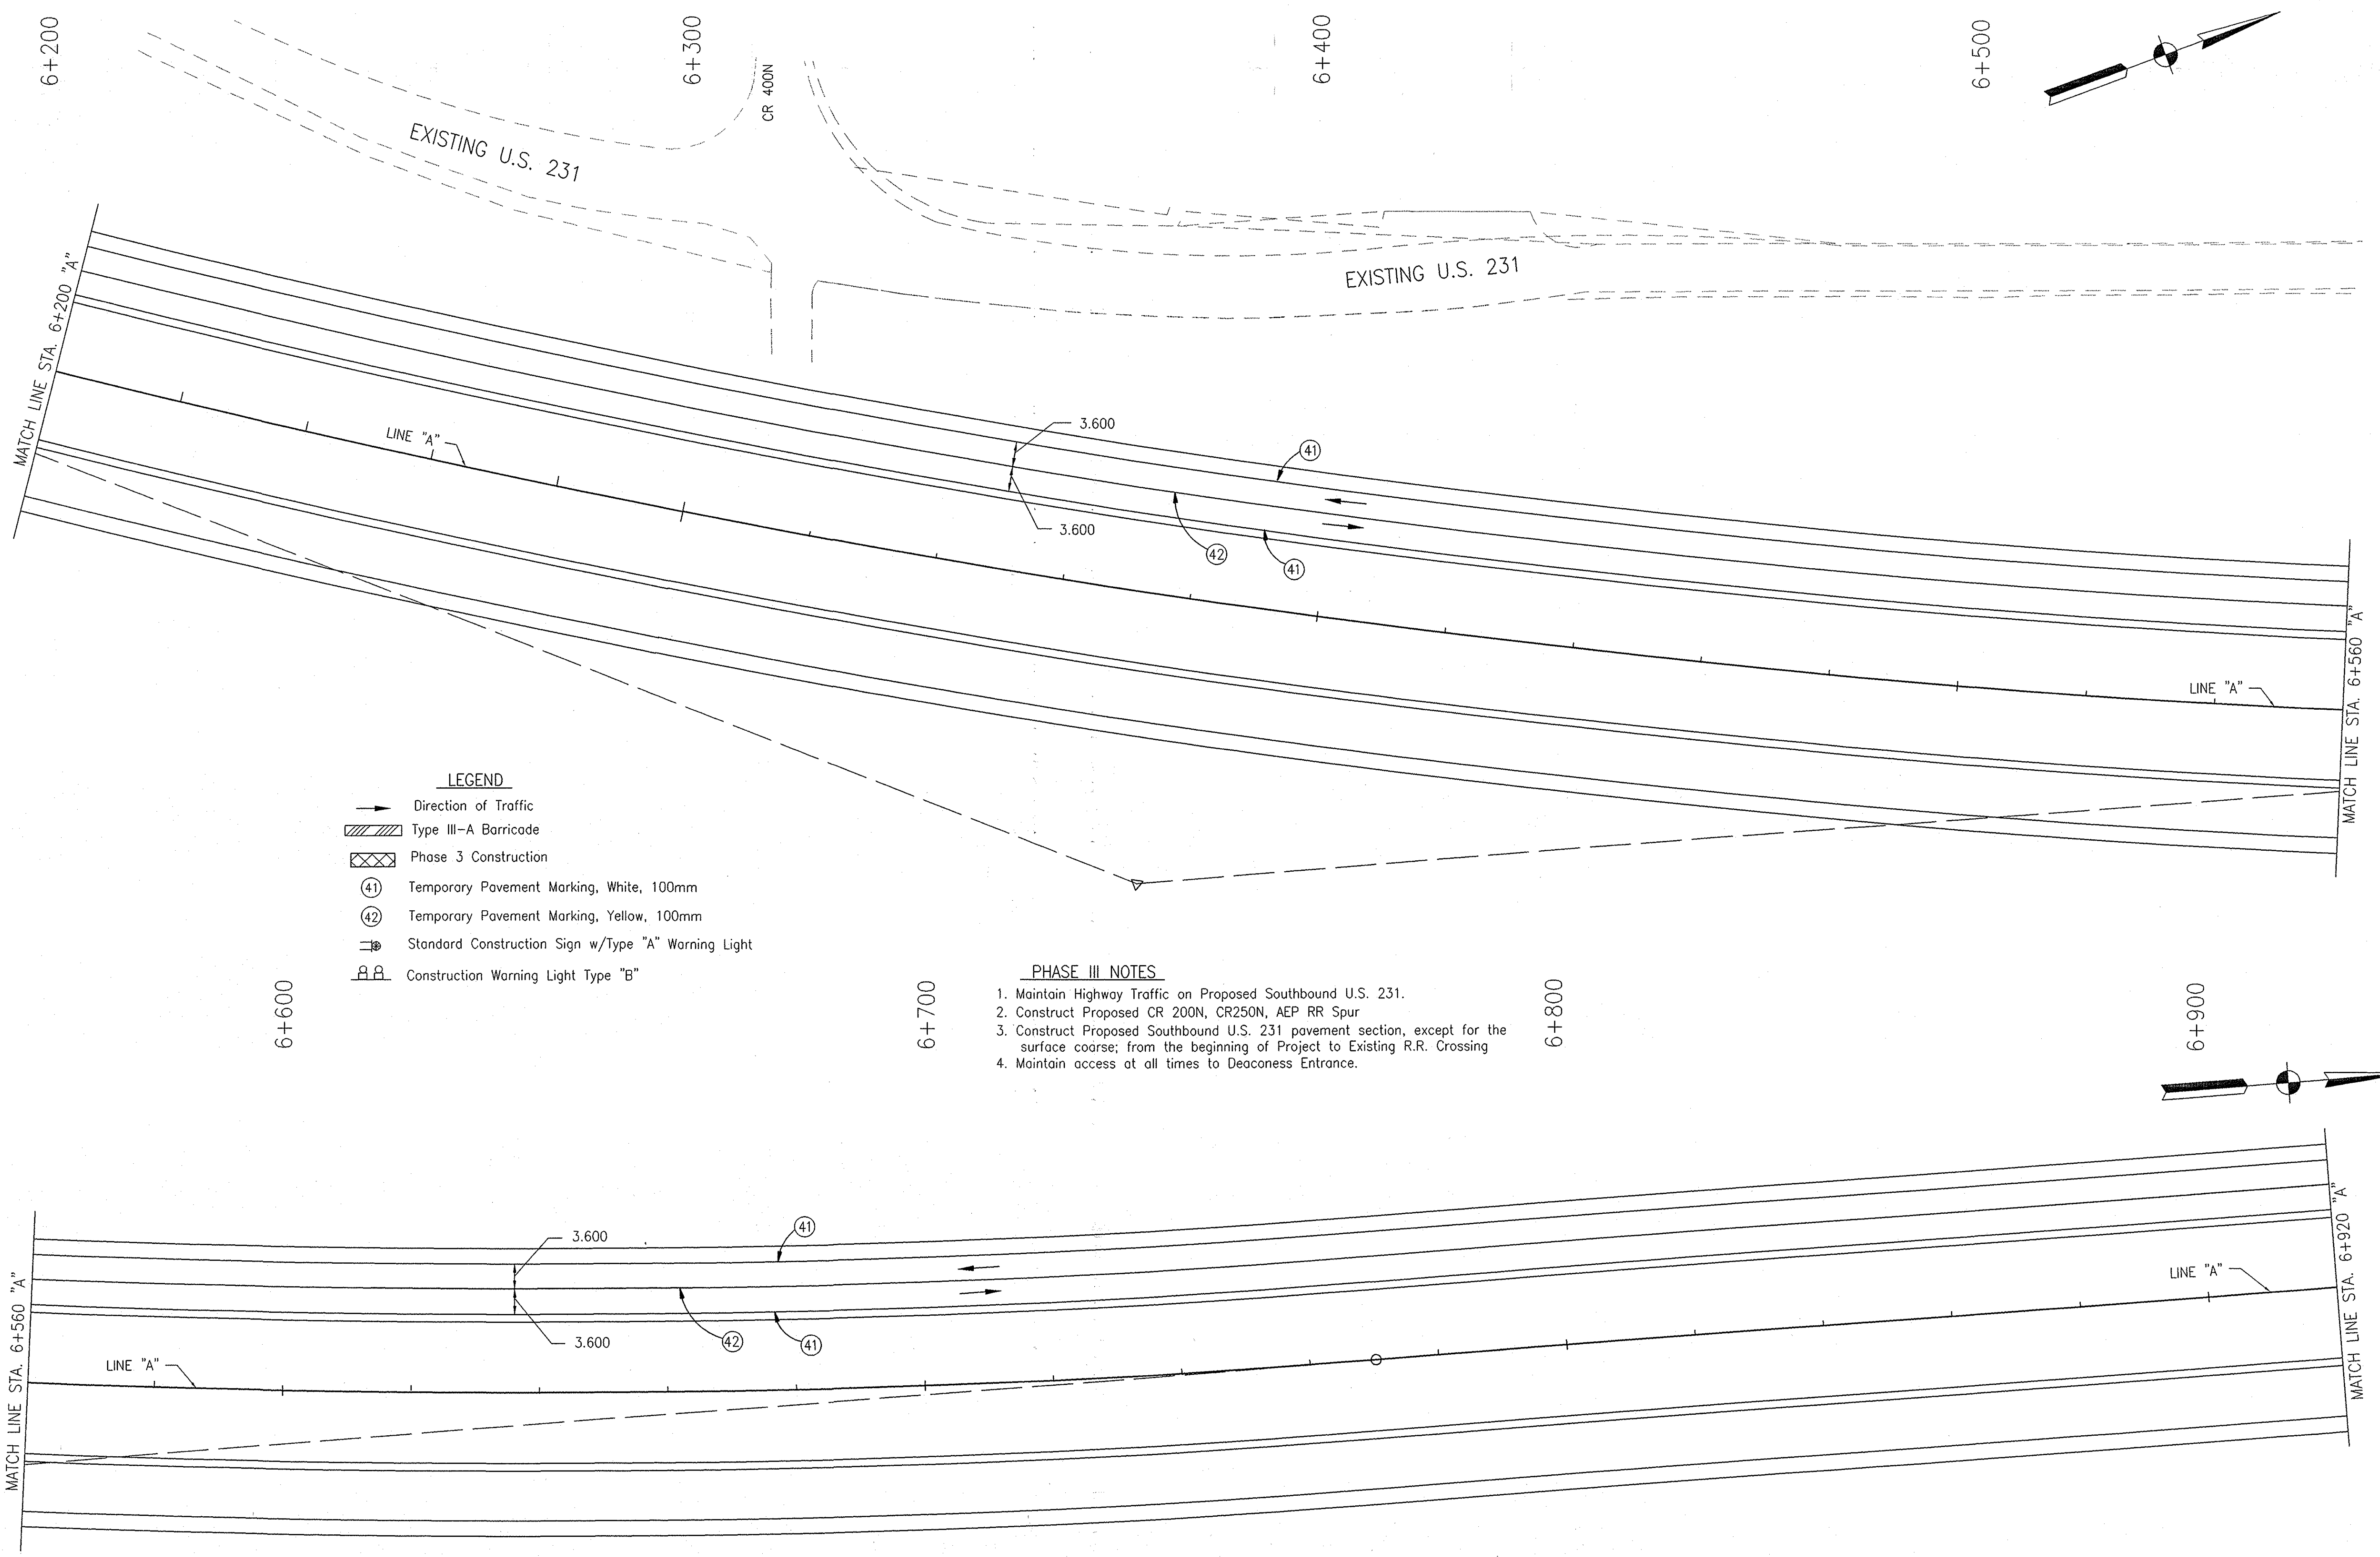 6+200
6+300
6+400
6+500
CR 400N
EXISTING U.S. 231
EXISTING U.S. 231
MATCH LINE STA. 6+200 "A"
LINE "A"
3.600
3.600
41
42
41
LINE "A"
MATCH LINE STA. 6+560 "A"
LEGEND
Direction of Traffic
Type III-A Barricade
Phase 3 Construction
41 Temporary Pavement Marking, White, 100mm
42 Temporary Pavement Marking, Yellow, 100mm
Standard Construction Sign w/Type "A" Warning Light
Construction Warning Light Type "B"
PHASE III NOTES
1. Maintain Highway Traffic on Proposed Southbound U.S. 231.
2. Construct Proposed CR 200N, CR250N, AEP RR Spur
3. Construct Proposed Southbound U.S. 231 pavement section, except for the
surface coarse; from the beginning of Project to Existing R.R. Crossing
4. Maintain access at all times to Deaconess Entrance.
6+600
6+700
6+800
6+900
MATCH LINE STA. 6+560 "A"
3.600
41
3.600
42
41
LINE "A"
LINE "A"
MATCH LINE STA. 6+920 "A"